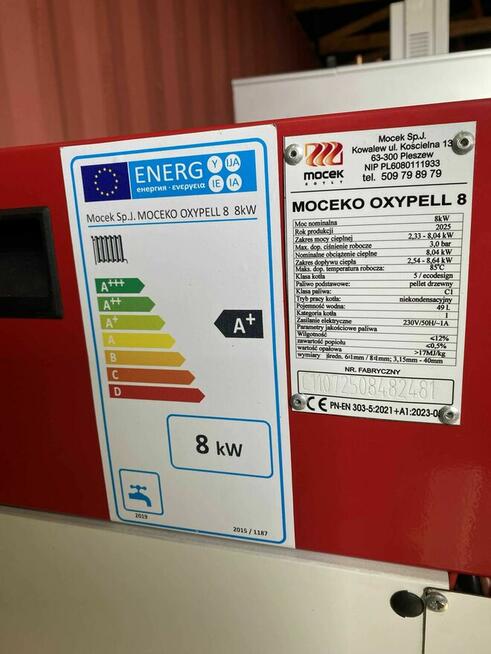 ENERG
енергия · ενεργεια
Y
UA
IE
IA
Mocek Sp.J. MOCEKO OXYPELL 8 8kW
A+++
A++
A+
A
B
C
D
A+
8 kW
2019
2015 / 1187
mocek
KOTŁY
Mocek Sp.J.
Kowalew ul. Kościelna 13
63-300 Pleszew
NIP PL6080111933
tel. 509 79 89 79
MOCEKO OXYPELL 8
Moc nominalna 8kW
Rok produkcji 2025
Zakres mocy cieplnej 2,33 - 8,04 kW
Max. dop. ciśnienie robocze 3,0 bar
Nominalne obciążenie cieplne 8,04 kW
Zakres dopływu ciepła 2,54 - 8,64 kW
Maks. dop. temperatura robocza: 85°C
Klasa kotła 5 / ecodesign
Paliwo podstawowe: pellet drzewny
Klasa paliwa: C1
Tryb pracy kotła: niekondensacyjny
Pojemność wodna: 49 L
Kategoria kotła 1
Zasilanie elektryczne 230V/50H/~1A
Parametry jakościowe paliwa
Wilgotność <12%
zawartość popiołu <0,5%
wartość opałowa >17MJ/kg
wymiary średn. 6±1mm / 8±1mm; 3,15mm - 40mm
NR. FABRYCZNY
CE PN-EN 303-5:2021+A1:2023-0